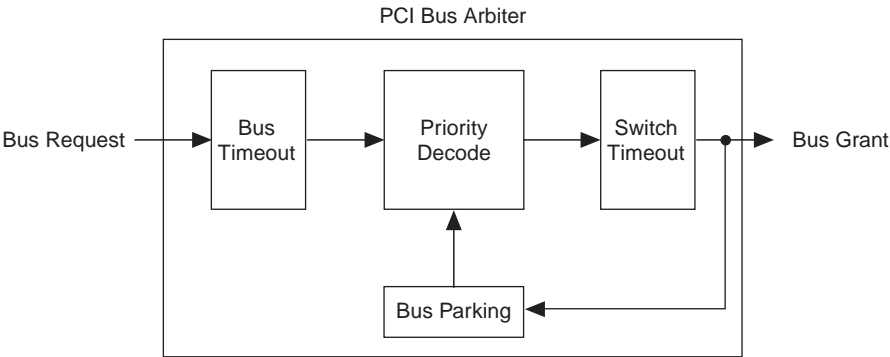 PCI Bus Arbiter
Bus Request
Bus
Timeout
Priority
Decode
Switch
Timeout
Bus Grant
Bus Parking